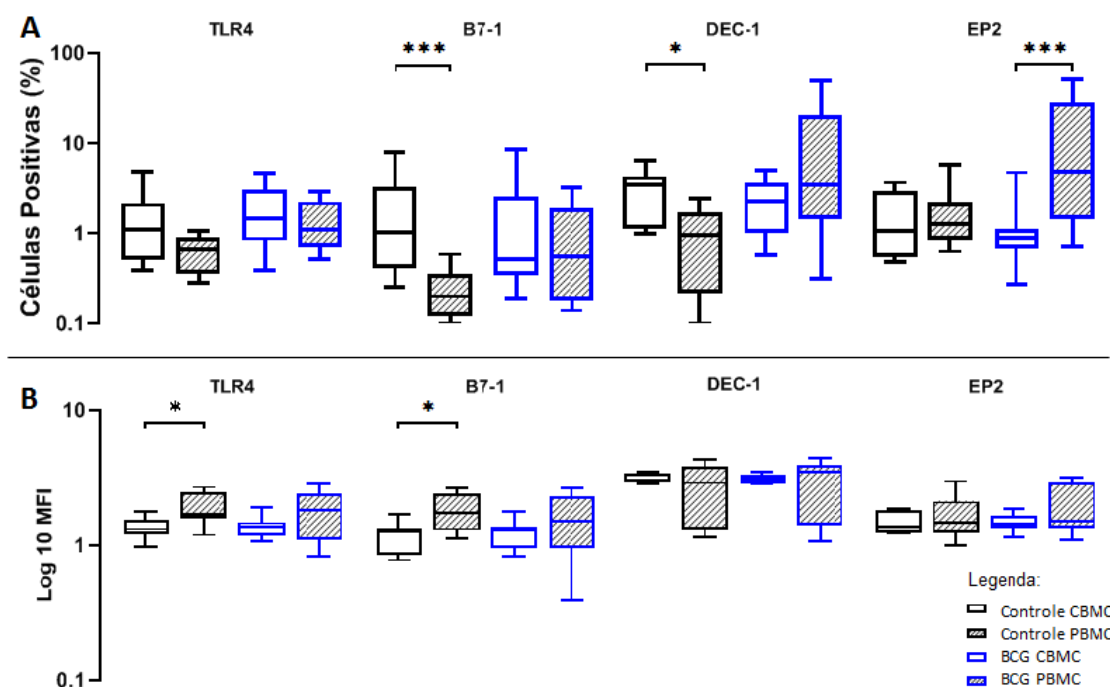 A
TLR4
B7-1
DEC-1
EP2
Células Positivas (%)
100
10
1
0.1
***
*
***
B
TLR4
B7-1
DEC-1
EP2
Log 10 MFI
10
1
0.1
*
*
Legenda:
Controle CBMC
Controle PBMC
BCG CBMC
BCG PBMC